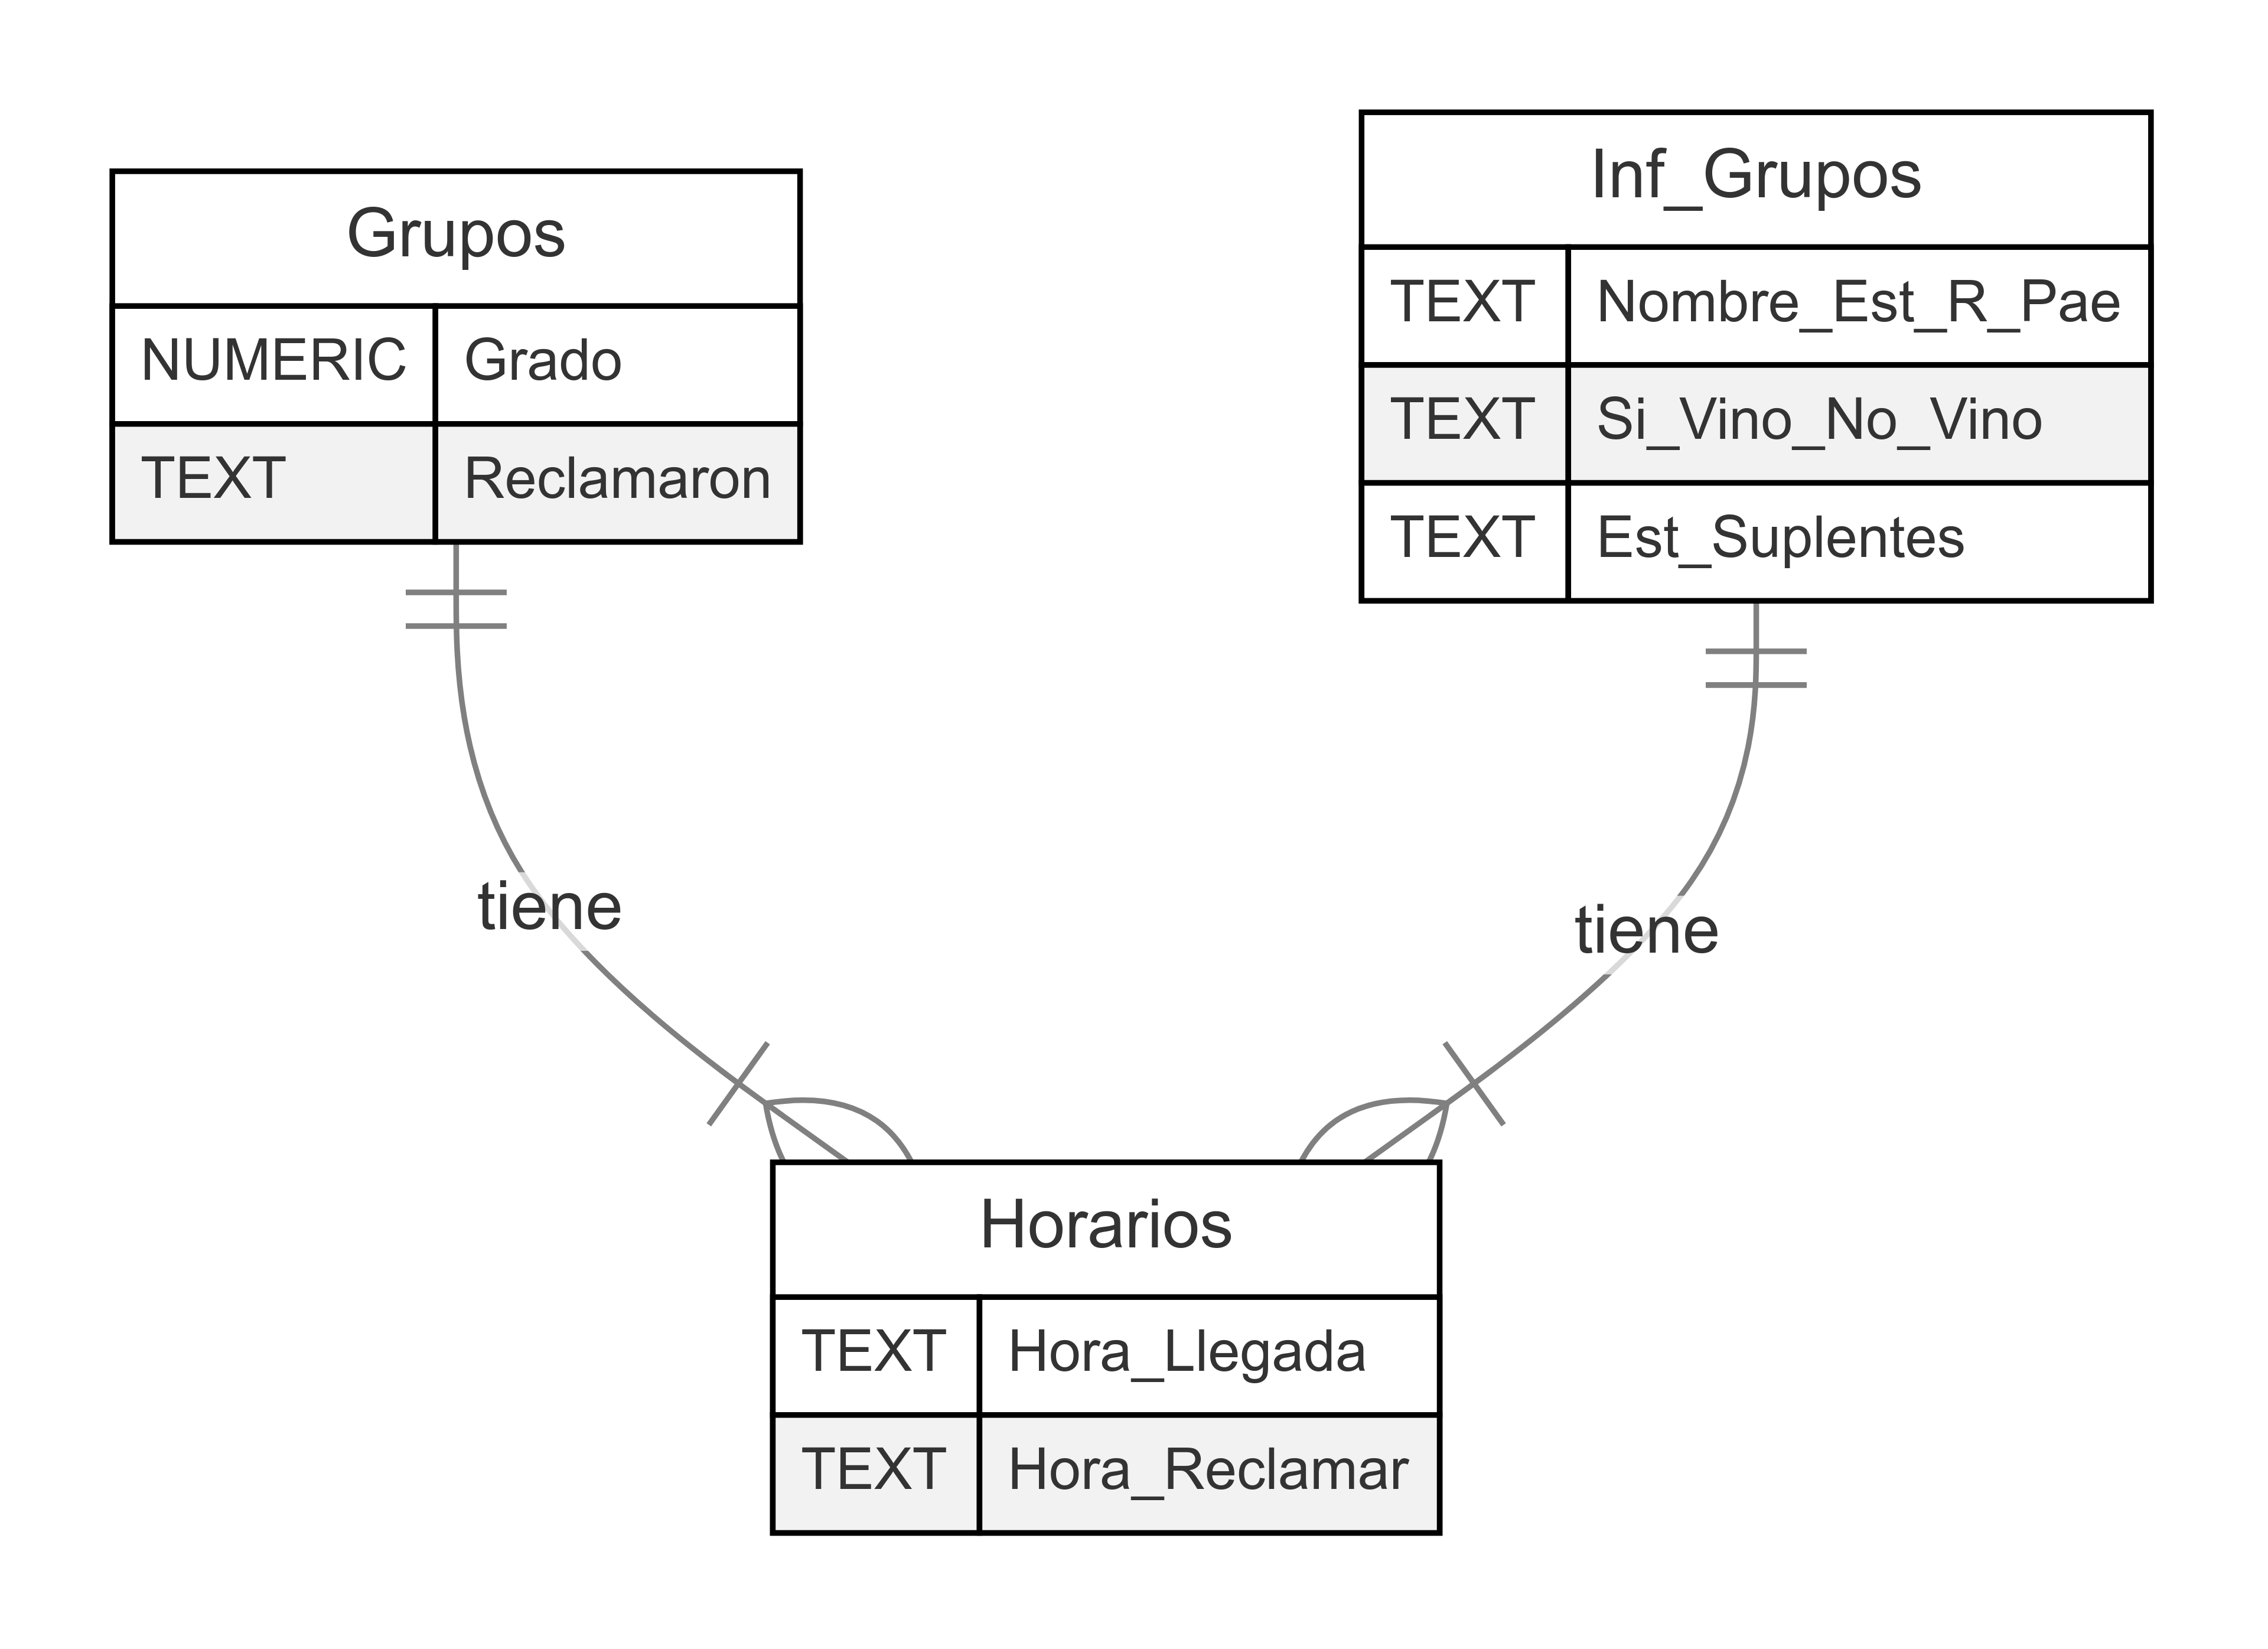 Grupos
NUMERIC Grado
TEXT Reclamaron
Inf_Grupos
TEXT Nombre_Est_R_Pae
TEXT Si_Vino_No_Vino
TEXT Est_Suplentes
tiene
tiene
Horarios
TEXT Hora_Llegada
TEXT Hora_Reclamar